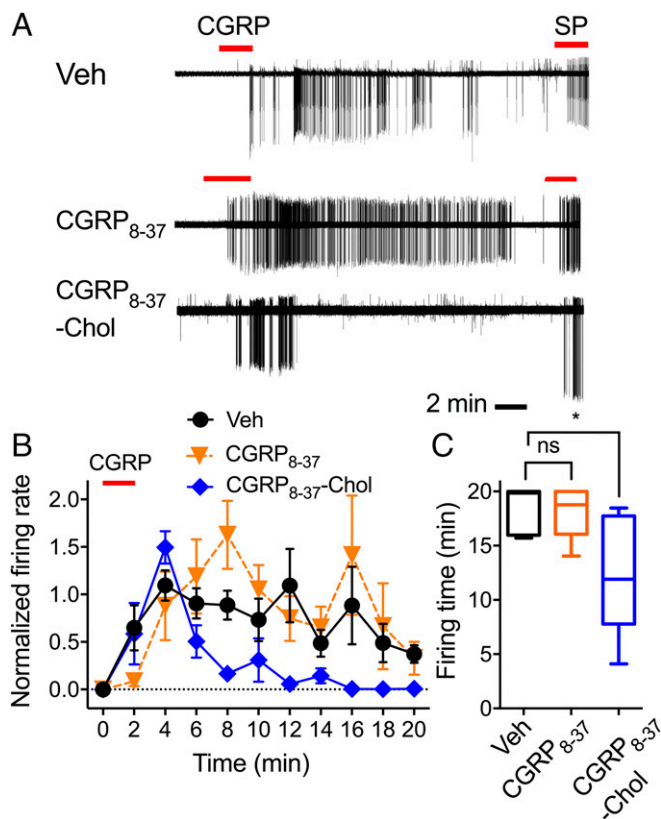 A
CGRP
SP
Veh
CGRP8-37
CGRP8-37
-Chol
2 min
B
CGRP
Veh
CGRP8-37
CGRP8-37-Chol
Normalized firing rate
2.0
1.5
1.0
0.5
0.0
0 2 4 6 8 10 12 14 16 18 20
Time (min)
C
*
ns
Firing time (min)
20
15
10
5
0
Veh
CGRP8-37
CGRP8-37
-Chol